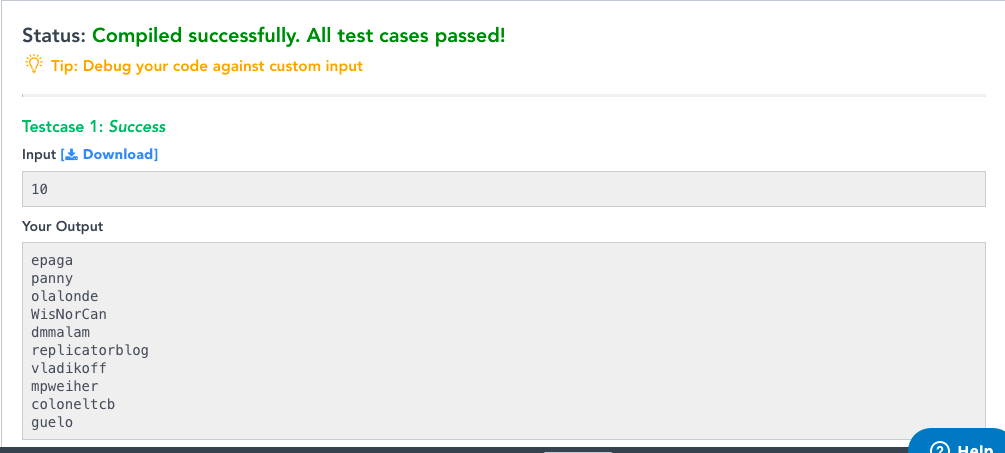 Status: Compiled successfully. All test cases passed!
Tip: Debug your code against custom input
Testcase 1: Success
Input [Download]
10
Your Output
epaga
panny
olalonde
WisNorCan
dmmalam
replicatorblog
vladikoff
mpweiher
coloneltcb
guelo
Help